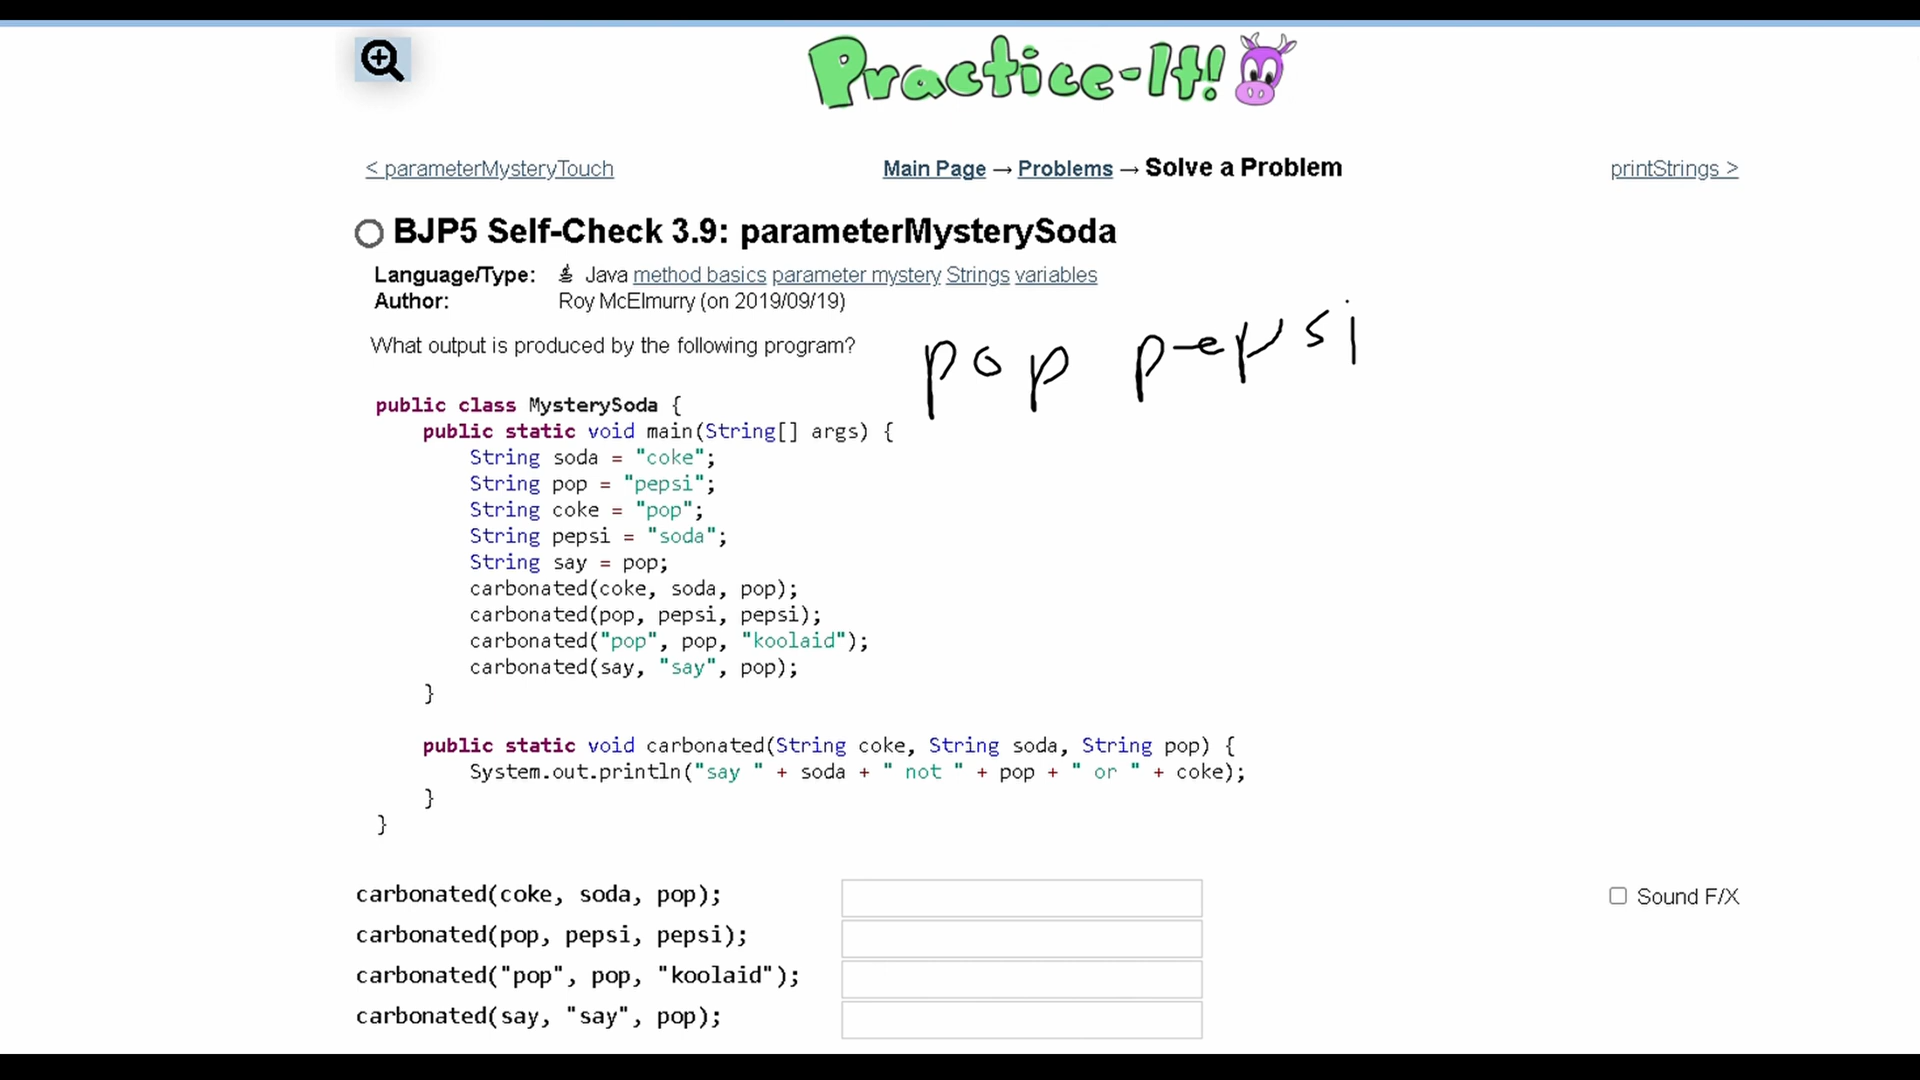 Practice-It!
< parameterMysteryTouch
Main Page → Problems → Solve a Problem
printStrings >
BJP5 Self-Check 3.9: parameterMysterySoda
Language/Type: Java method basics parameter mystery Strings variables
Author: Roy McElmurry (on 2019/09/19)
What output is produced by the following program?
pop pepsi
public class MysterySoda {
    public static void main(String[] args) {
        String soda = "coke";
        String pop = "pepsi";
        String coke = "pop";
        String pepsi = "soda";
        String say = pop;
        carbonated(coke, soda, pop);
        carbonated(pop, pepsi, pepsi);
        carbonated("pop", pop, "koolaid");
        carbonated(say, "say", pop);
    }
    public static void carbonated(String coke, String soda, String pop) {
        System.out.println("say " + soda + " not " + pop + " or " + coke);
    }
}
carbonated(coke, soda, pop);
Sound F/X
carbonated(pop, pepsi, pepsi);
carbonated("pop", pop, "koolaid");
carbonated(say, "say", pop);